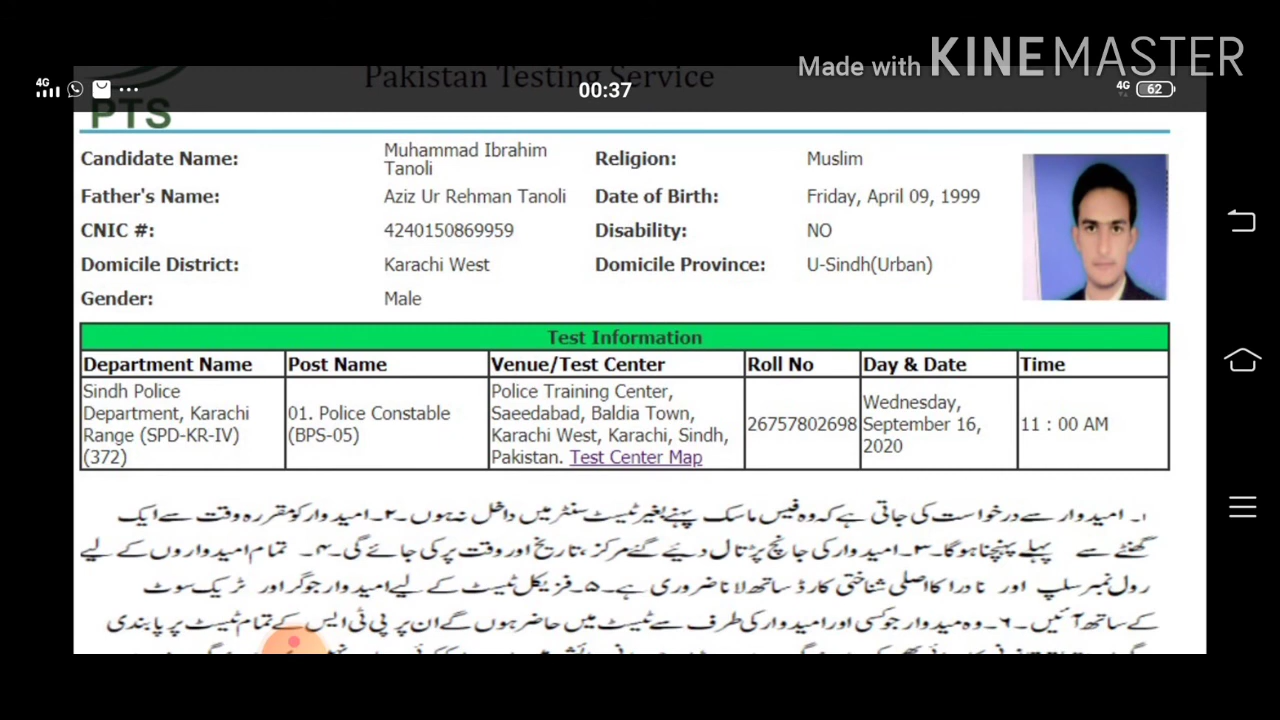 Made with KINEMASTER
Pakistan Testing Service
4G 00:37 4G 62
PTS
Candidate Name: Muhammad Ibrahim Tanoli Religion: Muslim
Father's Name: Aziz Ur Rehman Tanoli Date of Birth: Friday, April 09, 1999
CNIC #: 4240150869959 Disability: NO
Domicile District: Karachi West Domicile Province: U-Sindh(Urban)
Gender: Male
Test Information
Department Name Post Name Venue/Test Center Roll No Day & Date Time
Sindh Police Department, Karachi Range (SPD-KR-IV) (372)
01. Police Constable (BPS-05)
Police Training Center, Saeedabad, Baldia Town, Karachi West, Karachi, Sindh, Pakistan. Test Center Map
26757802698
Wednesday, September 16, 2020
11 : 00 AM
۱۔ امیدوار سے درخواست کی جاتی ہے کہ وہ فیس ماسک پہنے بغیر ٹیسٹ سنٹر میں داخل نہ ہوں ۔۲۔ امیدوار کو مقررہ وقت سے ایک
گھنٹے سے پہلے پہنچنا ہوگا۔۳۔ امیدوار کی جانچ پڑتال دیئے گئے مرکز، تاریخ اور وقت پر کی جائے گی۔ ۴۔ تمام امیدواروں کے لیے
رول نمبر سلپ اور نادرا کا اصلی شناختی کارڈ ساتھ لانا ضروری ہے۔۵۔ فزیکل ٹیسٹ کے لیے امیدوار جوگر اور ٹریک سوٹ
کے ساتھ آئیں ۔۶۔ وہ میدوار جو کسی اور امیدوار کی طرف سے ٹیسٹ میں حاضر ہوں گے ان پر پی ٹی ایس کے تمام ٹیسٹ پر پابندی